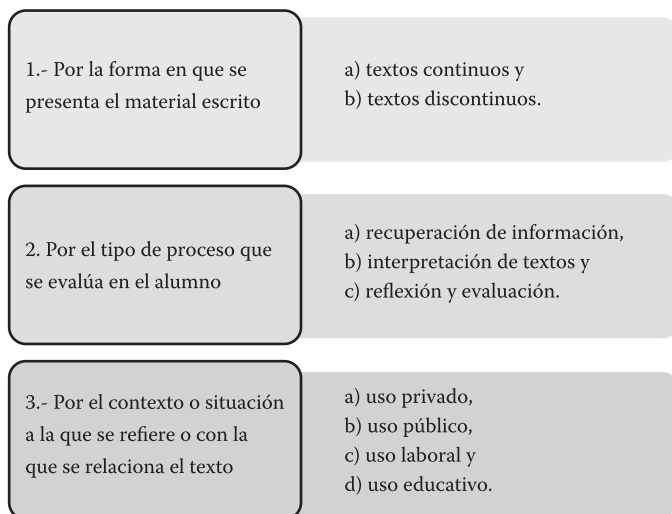 1.- Por la forma en que se
presenta el material escrito
a) textos continuos y
b) textos discontinuos.
2. Por el tipo de proceso que
se evalúa en el alumno
a) recuperación de información,
b) interpretación de textos y
c) reflexión y evaluación.
3.- Por el contexto o situación
a la que se refiere o con la
que se relaciona el texto
a) uso privado,
b) uso público,
c) uso laboral y
d) uso educativo.